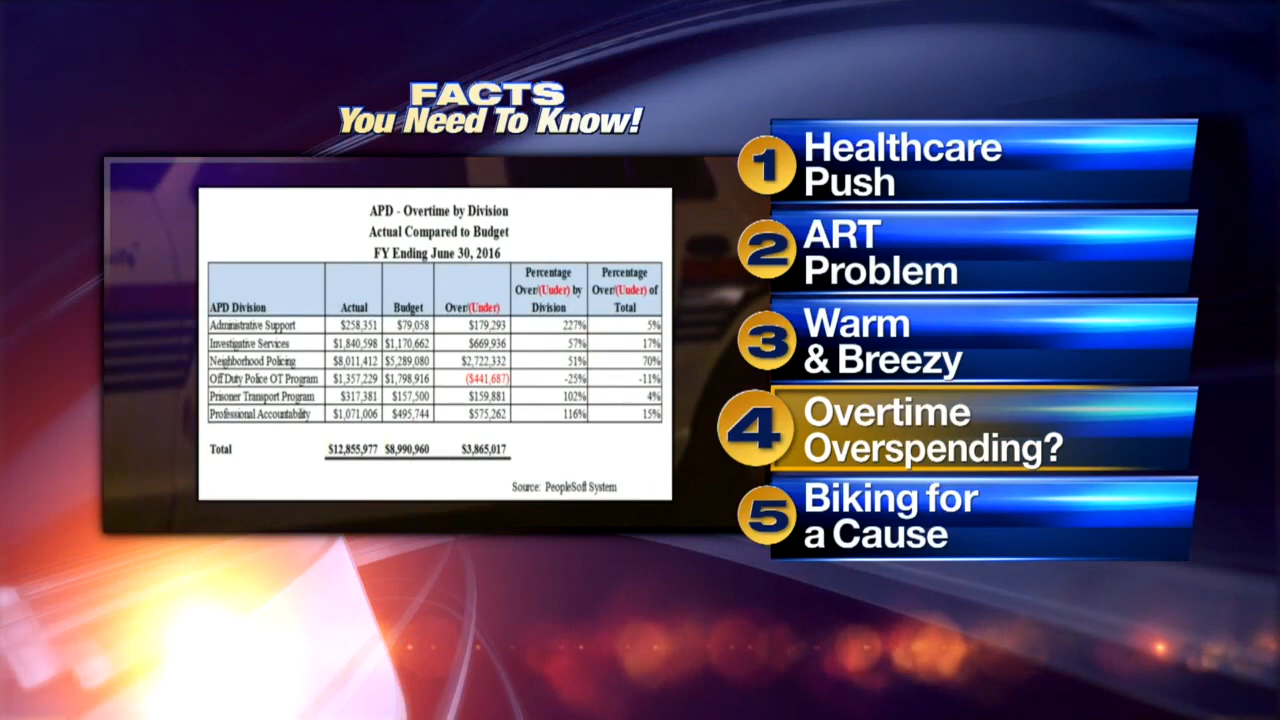 FACTS
You Need To Know!
APD - Overtime by Division
Actual Compared to Budget
FY Ending June 30, 2016
APD Division Actual Budget Over/(Under) Percentage Over/(Under) by Division Percentage Over/(Under) of Total
Administrative Support $258,351 $79,058 $179,293 227% 5%
Investigative Services $1,840,598 $1,170,662 $669,936 57% 17%
Neighborhood Policing $8,011,412 $5,289,080 $2,722,332 51% 70%
Off Duty Police OT Program $1,357,229 $1,798,916 ($441,687) -25% -11%
Prisoner Transport Program $317,381 $157,500 $159,881 102% 4%
Professional Accountability $1,071,006 $495,744 $575,262 116% 15%
Total $12,855,977 $8,990,960 $3,865,017
Source: PeopleSoft System
1 Healthcare
Push
2 ART
Problem
3 Warm
& Breezy
4 Overtime
Overspending?
5 Biking for
a Cause